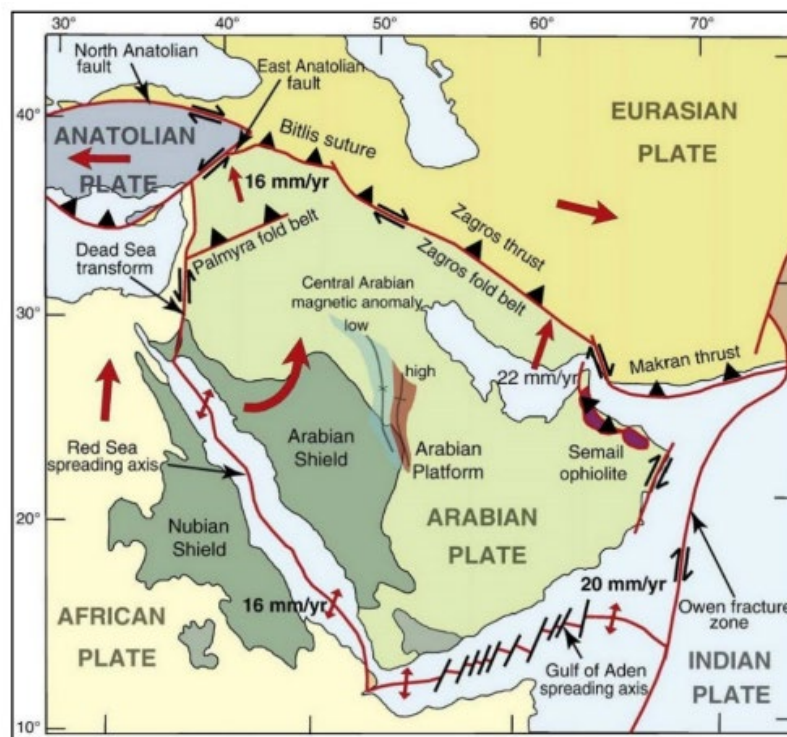 30°
40°
50°
60°
70°
North Anatolian
fault
East Anatolian
fault
40°
ANATOLIAN
PLATE
Bitlis suture
EURASIAN
PLATE
16 mm/yr
Zagros thrust
Zagros fold belt
Palmyra fold belt
Dead Sea
transform
Central Arabian
magnetic anomaly
low
high
30°
22 mm/yr
Makran thrust
Red Sea
spreading axis
Arabian
Shield
Arabian
Platform
Semail
ophiolite
20°
Nubian
Shield
ARABIAN
PLATE
AFRICAN
PLATE
16 mm/yr
20 mm/yr
Owen fracture
zone
Gulf of Aden
spreading axis
INDIAN
PLATE
10°